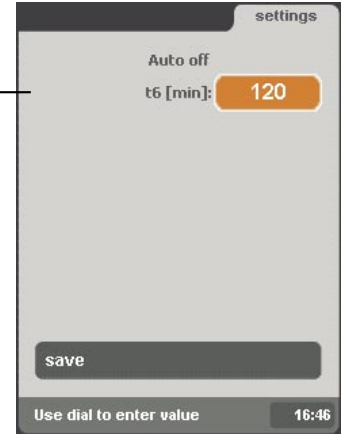 settings
Auto off
t6 [min]: 120
save
Use dial to enter value 16:46